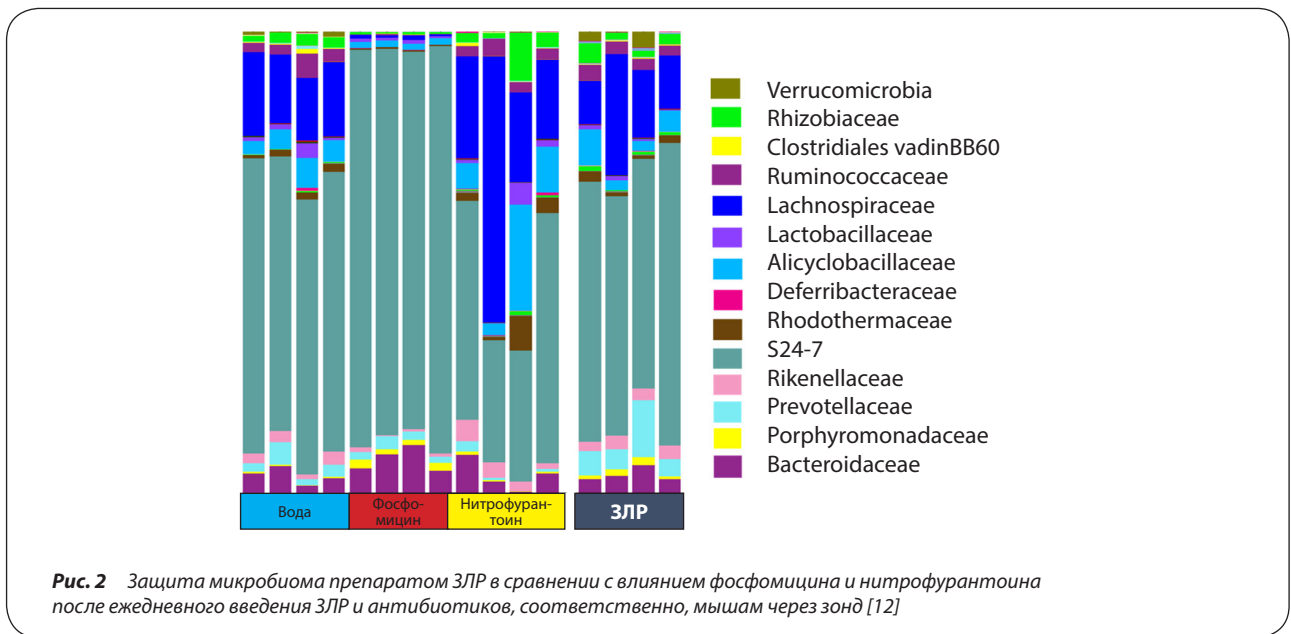 Verrucomicrobia
Rhizobiaceae
Clostridiales vadinBB60
Ruminococcaceae
Lachnospiraceae
Lactobacillaceae
Alicyclobacillaceae
Deferribacteraceae
Rhodothermaceae
S24-7
Rikenellaceae
Prevotellaceae
Porphyromonadaceae
Bacteroidaceae
Вода
Фосфо-
мицин
Нитрофуран-
тоин
ЗЛР
Рис. 2 Защита микробиома препаратом ЗЛР в сравнении с влиянием фосфомицина и нитрофурантоина
после ежедневного введения ЗЛР и антибиотиков, соответственно, мышам через зонд [12]